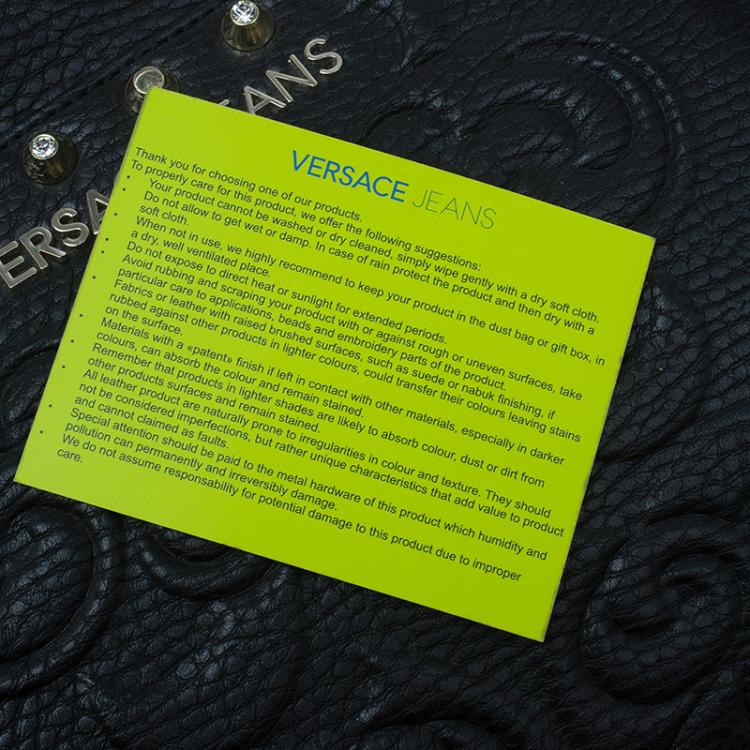 VERSACE JEANS
Thank you for choosing one of our products.
To properly care for this product, we offer the following suggestions:
• Your product cannot be washed or dry cleaned, simply wipe gently with a dry soft cloth.
• Do not allow to get wet or damp. In case of rain protect the product and then dry with a
soft cloth.
• When not in use, we highly recommend to keep your product in the dust bag or gift box, in
a dry, well ventilated place.
• Do not expose to direct heat or sunlight for extended periods.
• Avoid rubbing and scraping your product with or against rough or uneven surfaces, take
particular care to applications, beads and embroidery parts of the product.
• Fabrics or leather with raised brushed surfaces, such as suede or nabuk finishing, if
rubbed against other products in lighter colours, could transfer their colours leaving stains
on the surface.
• Materials with a «patent» finish if left in contact with other materials, especially in darker
colours, can absorb the colour and remain stained.
• Remember that products in lighter shades are likely to absorb colour, dust or dirt from
other products surfaces and remain stained.
• All leather product are naturally prone to irregularities in colour and texture. They should
not be considered imperfections, but rather unique characteristics that add value to product
and cannot claimed as faults.
• Special attention should be paid to the metal hardware of this product which humidity and
pollution can permanently and irreversibly damage.
• We do not assume responsibility for potential damage to this product due to improper
care.
EANS
ERSA